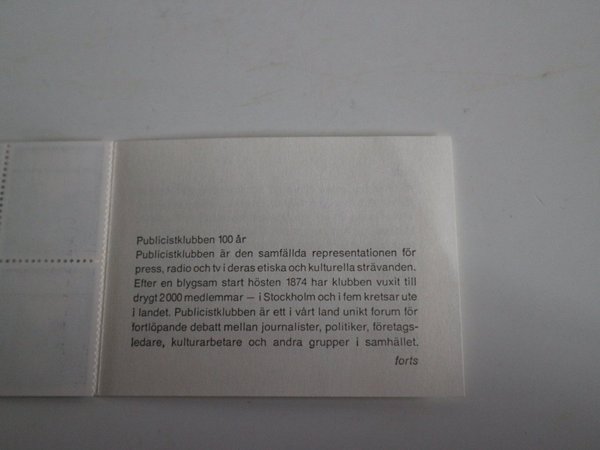 Publicistklubben 100 år
Publicistklubben är den samfällda representationen för
press, radio och tv i deras etiska och kulturella strävanden.
Efter en blygsam start hösten 1874 har klubben vuxit till
drygt 2000 medlemmar — i Stockholm och i fem kretsar ute
i landet. Publicistklubben är ett i vårt land unikt forum för
fortlöpande debatt mellan journalister, politiker, företags-
ledare, kulturarbetare och andra grupper i samhället.
forts